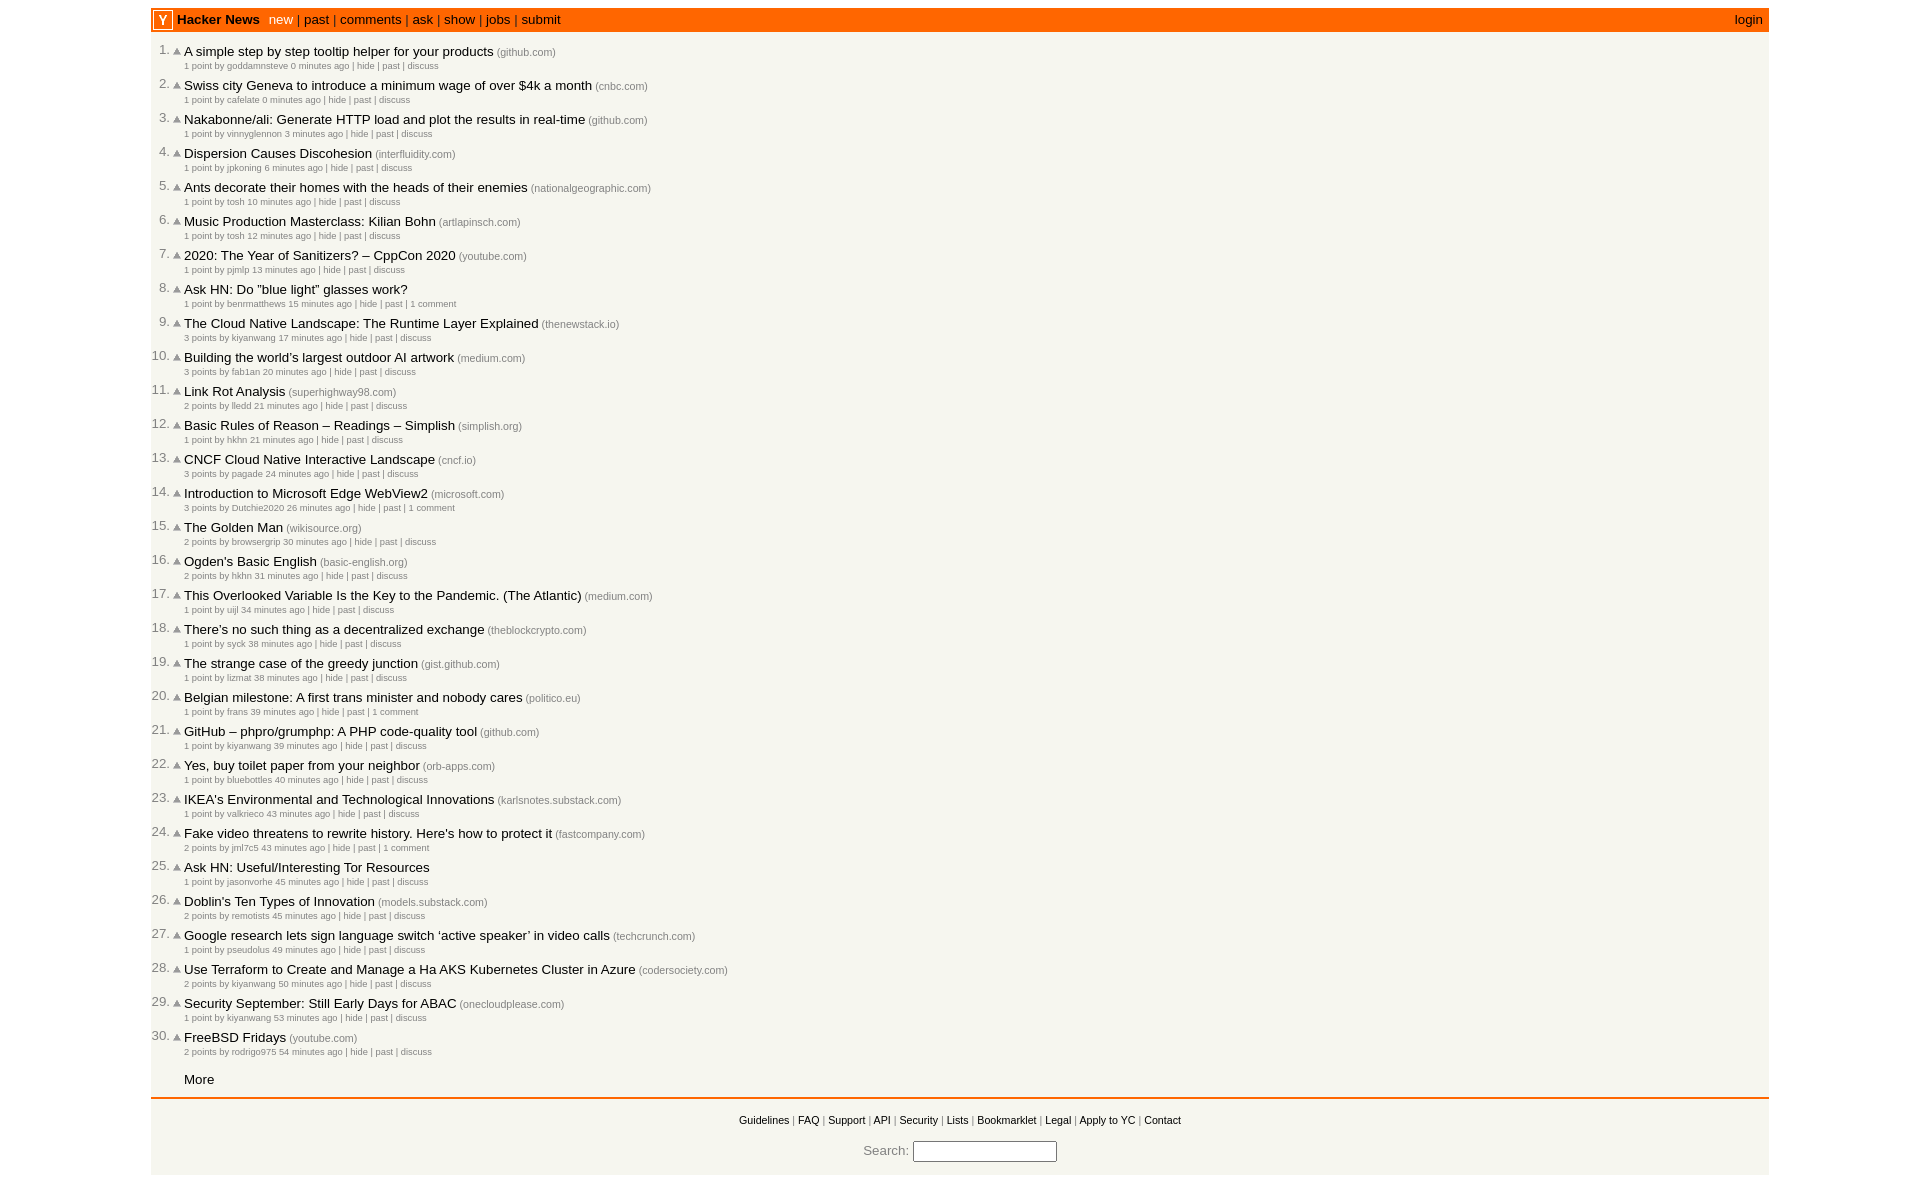 Y Hacker News new | past | comments | ask | show | jobs | submit login
1. A simple step by step tooltip helper for your products (github.com)
1 point by goddamnsteve 0 minutes ago | hide | past | discuss
2. Swiss city Geneva to introduce a minimum wage of over $4k a month (cnbc.com)
1 point by cafelate 0 minutes ago | hide | past | discuss
3. Nakabonne/ali: Generate HTTP load and plot the results in real-time (github.com)
1 point by vinnyglennon 3 minutes ago | hide | past | discuss
4. Dispersion Causes Discohesion (interfluidity.com)
1 point by jpkoning 6 minutes ago | hide | past | discuss
5. Ants decorate their homes with the heads of their enemies (nationalgeographic.com)
1 point by tosh 10 minutes ago | hide | past | discuss
6. Music Production Masterclass: Kilian Bohn (artlapinsch.com)
1 point by tosh 12 minutes ago | hide | past | discuss
7. 2020: The Year of Sanitizers? – CppCon 2020 (youtube.com)
1 point by pjmlp 13 minutes ago | hide | past | discuss
8. Ask HN: Do ”blue light” glasses work?
1 point by benmatthews 15 minutes ago | hide | past | 1 comment
9. The Cloud Native Landscape: The Runtime Layer Explained (thenewstack.io)
3 points by kiyanwang 17 minutes ago | hide | past | discuss
10. Building the world’s largest outdoor AI artwork (medium.com)
3 points by fab1an 20 minutes ago | hide | past | discuss
11. Link Rot Analysis (superhighway98.com)
2 points by lledd 21 minutes ago | hide | past | discuss
12. Basic Rules of Reason – Readings – Simplish (simplish.org)
1 point by hkhn 21 minutes ago | hide | past | discuss
13. CNCF Cloud Native Interactive Landscape (cncf.io)
3 points by pagade 24 minutes ago | hide | past | discuss
14. Introduction to Microsoft Edge WebView2 (microsoft.com)
3 points by Dutchie2020 26 minutes ago | hide | past | 1 comment
15. The Golden Man (wikisource.org)
2 points by browsergrip 30 minutes ago | hide | past | discuss
16. Ogden's Basic English (basic-english.org)
2 points by hkhn 31 minutes ago | hide | past | discuss
17. This Overlooked Variable Is the Key to the Pandemic. (The Atlantic) (medium.com)
1 point by uijl 34 minutes ago | hide | past | discuss
18. There’s no such thing as a decentralized exchange (theblockcrypto.com)
1 point by syck 38 minutes ago | hide | past | discuss
19. The strange case of the greedy junction (gist.github.com)
1 point by lizmat 38 minutes ago | hide | past | discuss
20. Belgian milestone: A first trans minister and nobody cares (politico.eu)
1 point by frans 39 minutes ago | hide | past | 1 comment
21. GitHub – phpro/grumphp: A PHP code-quality tool (github.com)
1 point by kiyanwang 39 minutes ago | hide | past | discuss
22. Yes, buy toilet paper from your neighbor (orb-apps.com)
1 point by bluebottles 40 minutes ago | hide | past | discuss
23. IKEA's Environmental and Technological Innovations (karlsnotes.substack.com)
1 point by valkrieco 43 minutes ago | hide | past | discuss
24. Fake video threatens to rewrite history. Here's how to protect it (fastcompany.com)
2 points by jml7c5 43 minutes ago | hide | past | 1 comment
25. Ask HN: Useful/Interesting Tor Resources
1 point by jasonvorhe 45 minutes ago | hide | past | discuss
26. Doblin's Ten Types of Innovation (models.substack.com)
2 points by remotists 45 minutes ago | hide | past | discuss
27. Google research lets sign language switch ‘active speaker’ in video calls (techcrunch.com)
1 point by pseudolus 49 minutes ago | hide | past | discuss
28. Use Terraform to Create and Manage a Ha AKS Kubernetes Cluster in Azure (codersociety.com)
2 points by kiyanwang 50 minutes ago | hide | past | discuss
29. Security September: Still Early Days for ABAC (onecloudplease.com)
1 point by kiyanwang 53 minutes ago | hide | past | discuss
30. FreeBSD Fridays (youtube.com)
2 points by rodrigo975 54 minutes ago | hide | past | discuss
More
Guidelines | FAQ | Support | API | Security | Lists | Bookmarklet | Legal | Apply to YC | Contact
Search: